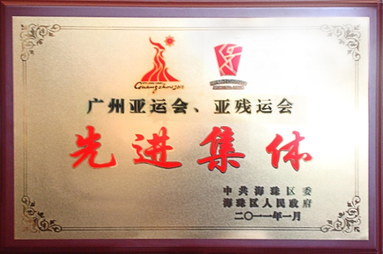 Guangzhou
广州亚运会、亚残运会
先进集体
中共海珠区委
海珠区人民政府
二〇一一年一月